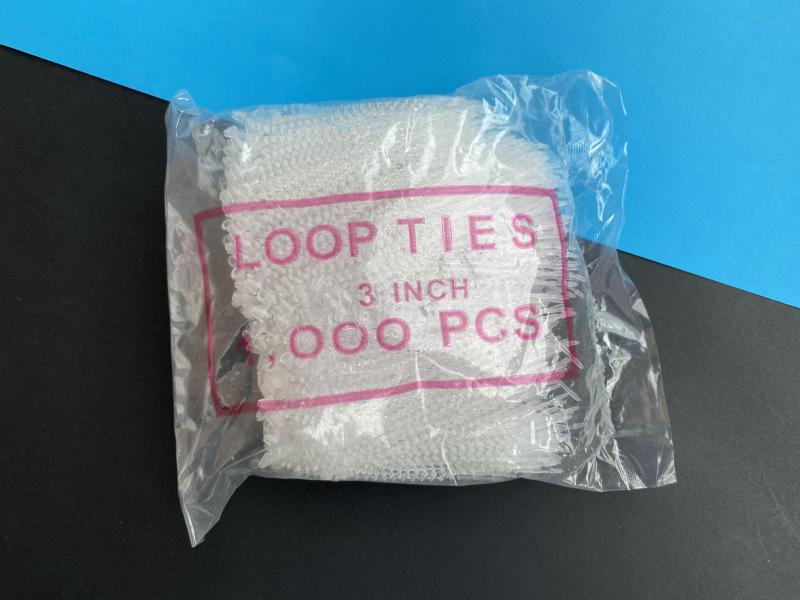 LOOP TIES
3 INCH
,000 PCS